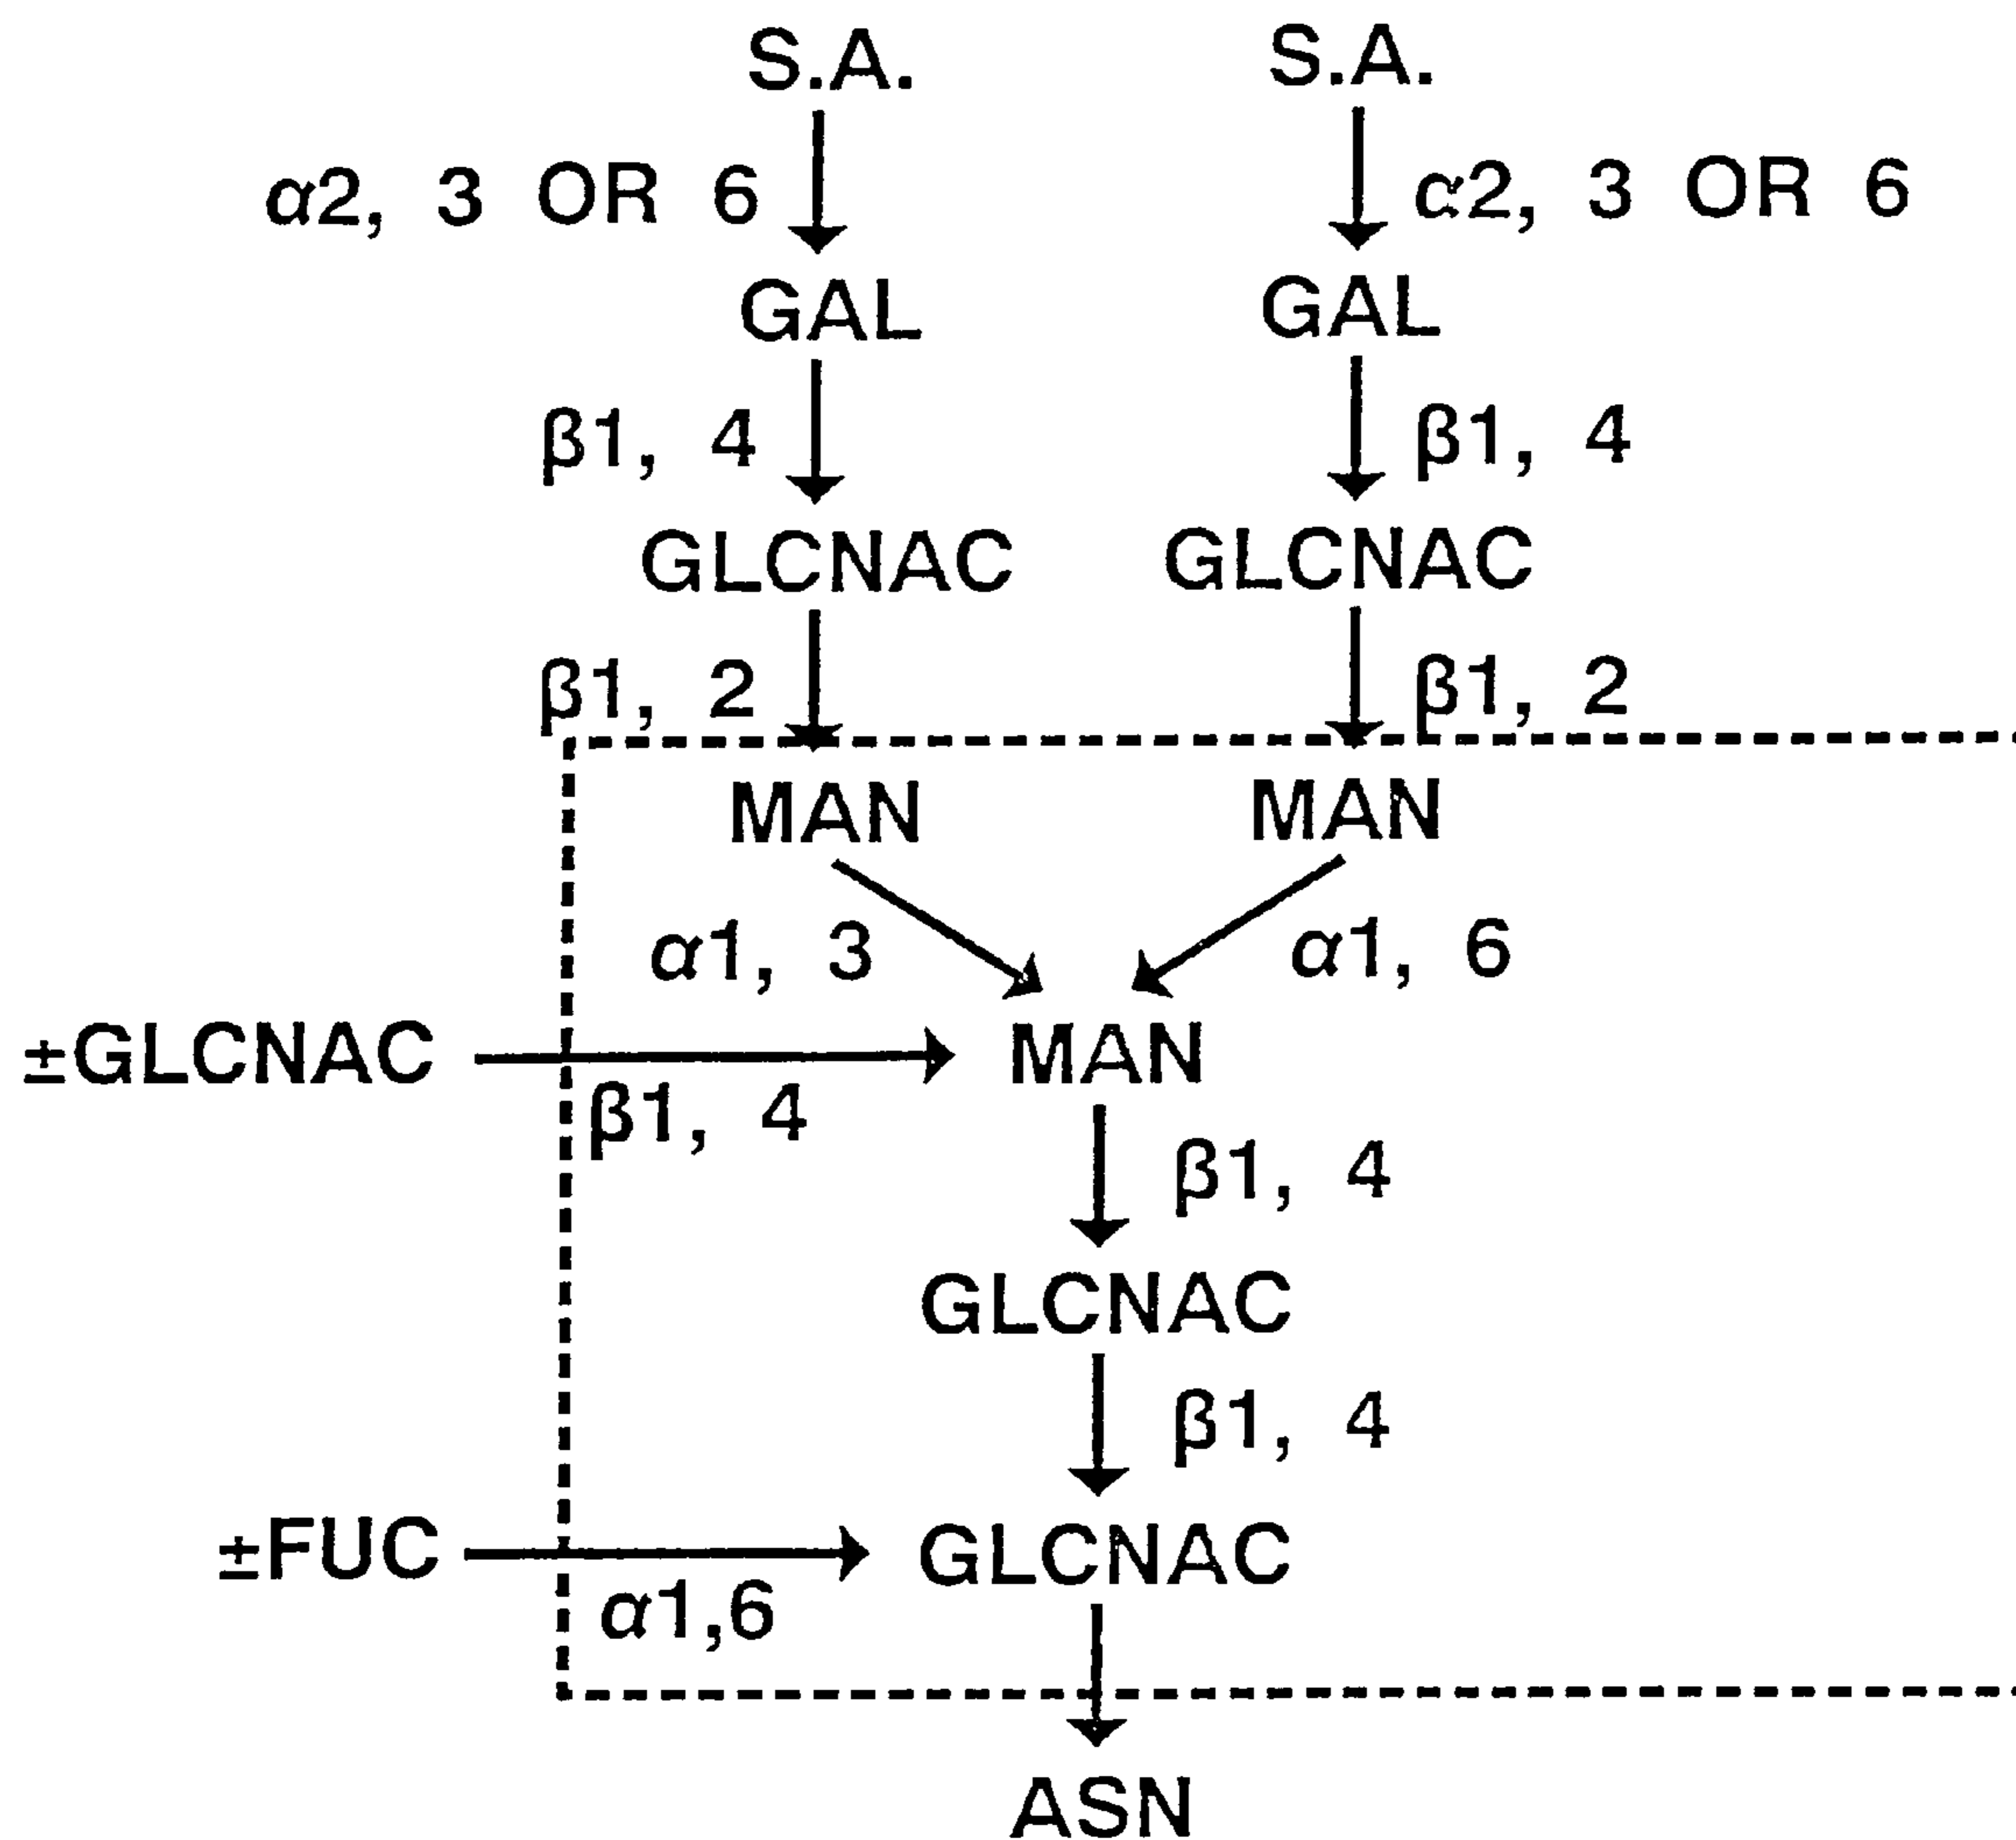 S.A. S.A.
α2, 3 OR 6 α2, 3 OR 6
GAL GAL
β1, 4 β1, 4
GLCNAC GLCNAC
β1, 2 β1, 2
MAN MAN
α1, 3 α1, 6
±GLCNAC MAN
β1, 4
β1, 4
GLCNAC
β1, 4
±FUC GLCNAC
α1,6
ASN